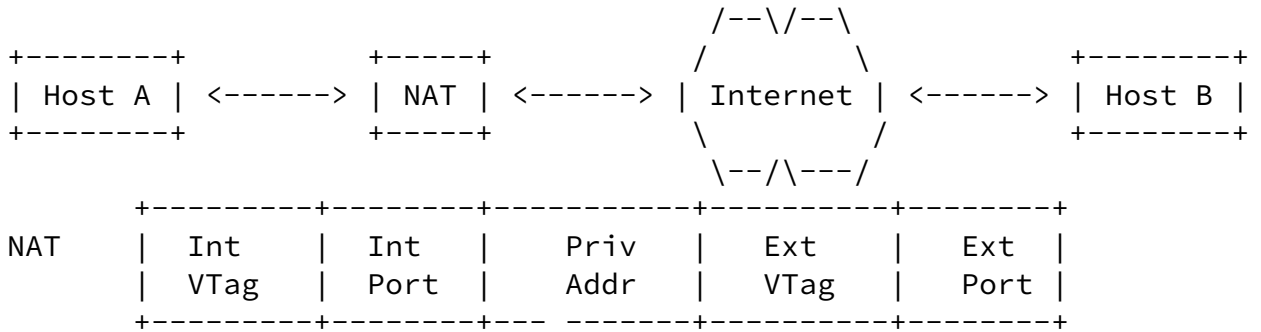 /--\/--\
+--------+ +-----+ / \ +--------+
| Host A | <------> | NAT | <------> | Internet | <------> | Host B |
+--------+ +-----+ \ / +--------+
\--/\---/
+---------+--------+-----------+----------+--------+
NAT | Int | Int | Priv | Ext | Ext |
| VTag | Port | Addr | VTag | Port |
+---------+--------+--- -------+----------+--------+